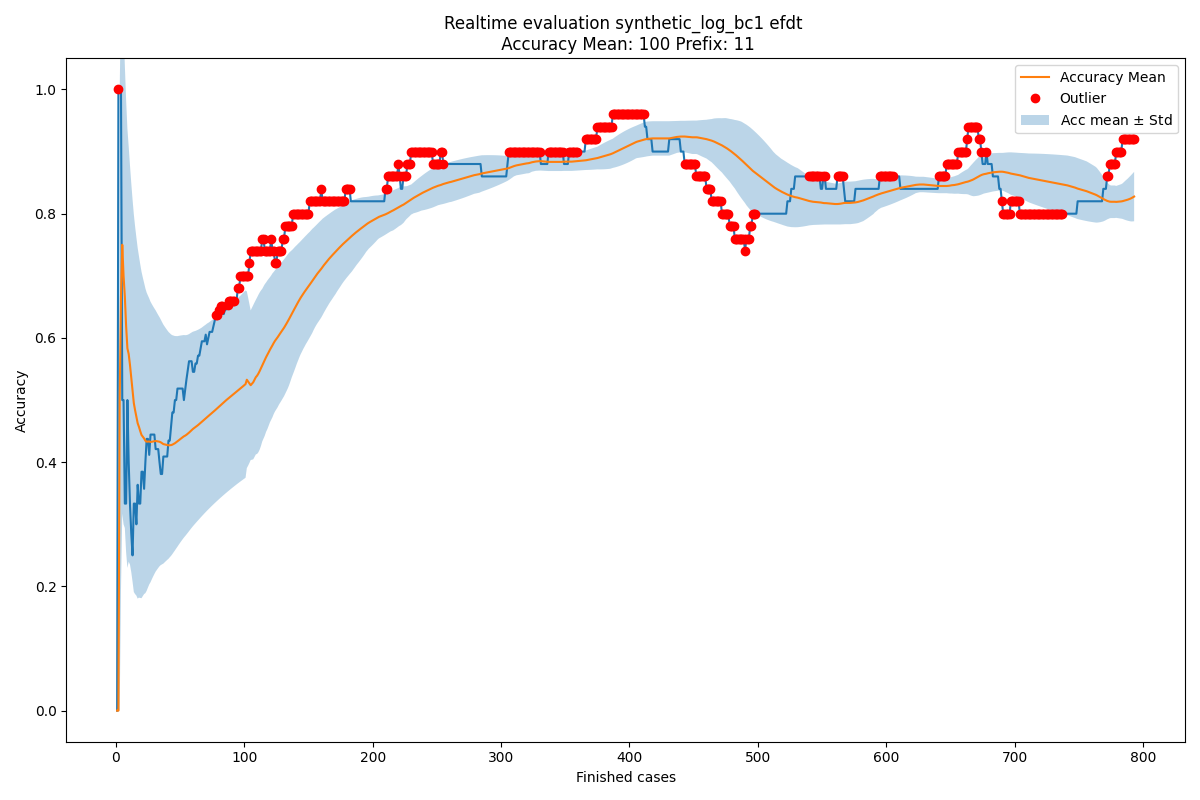 Realtime evaluation synthetic_log_bc1 efdt
Accuracy Mean: 100 Prefix: 11
Accuracy Mean
Outlier
Acc mean ± Std
Accuracy
1.0
0.8
0.6
0.4
0.2
0.0
0 100 200 300 400 500 600 700 800
Finished cases